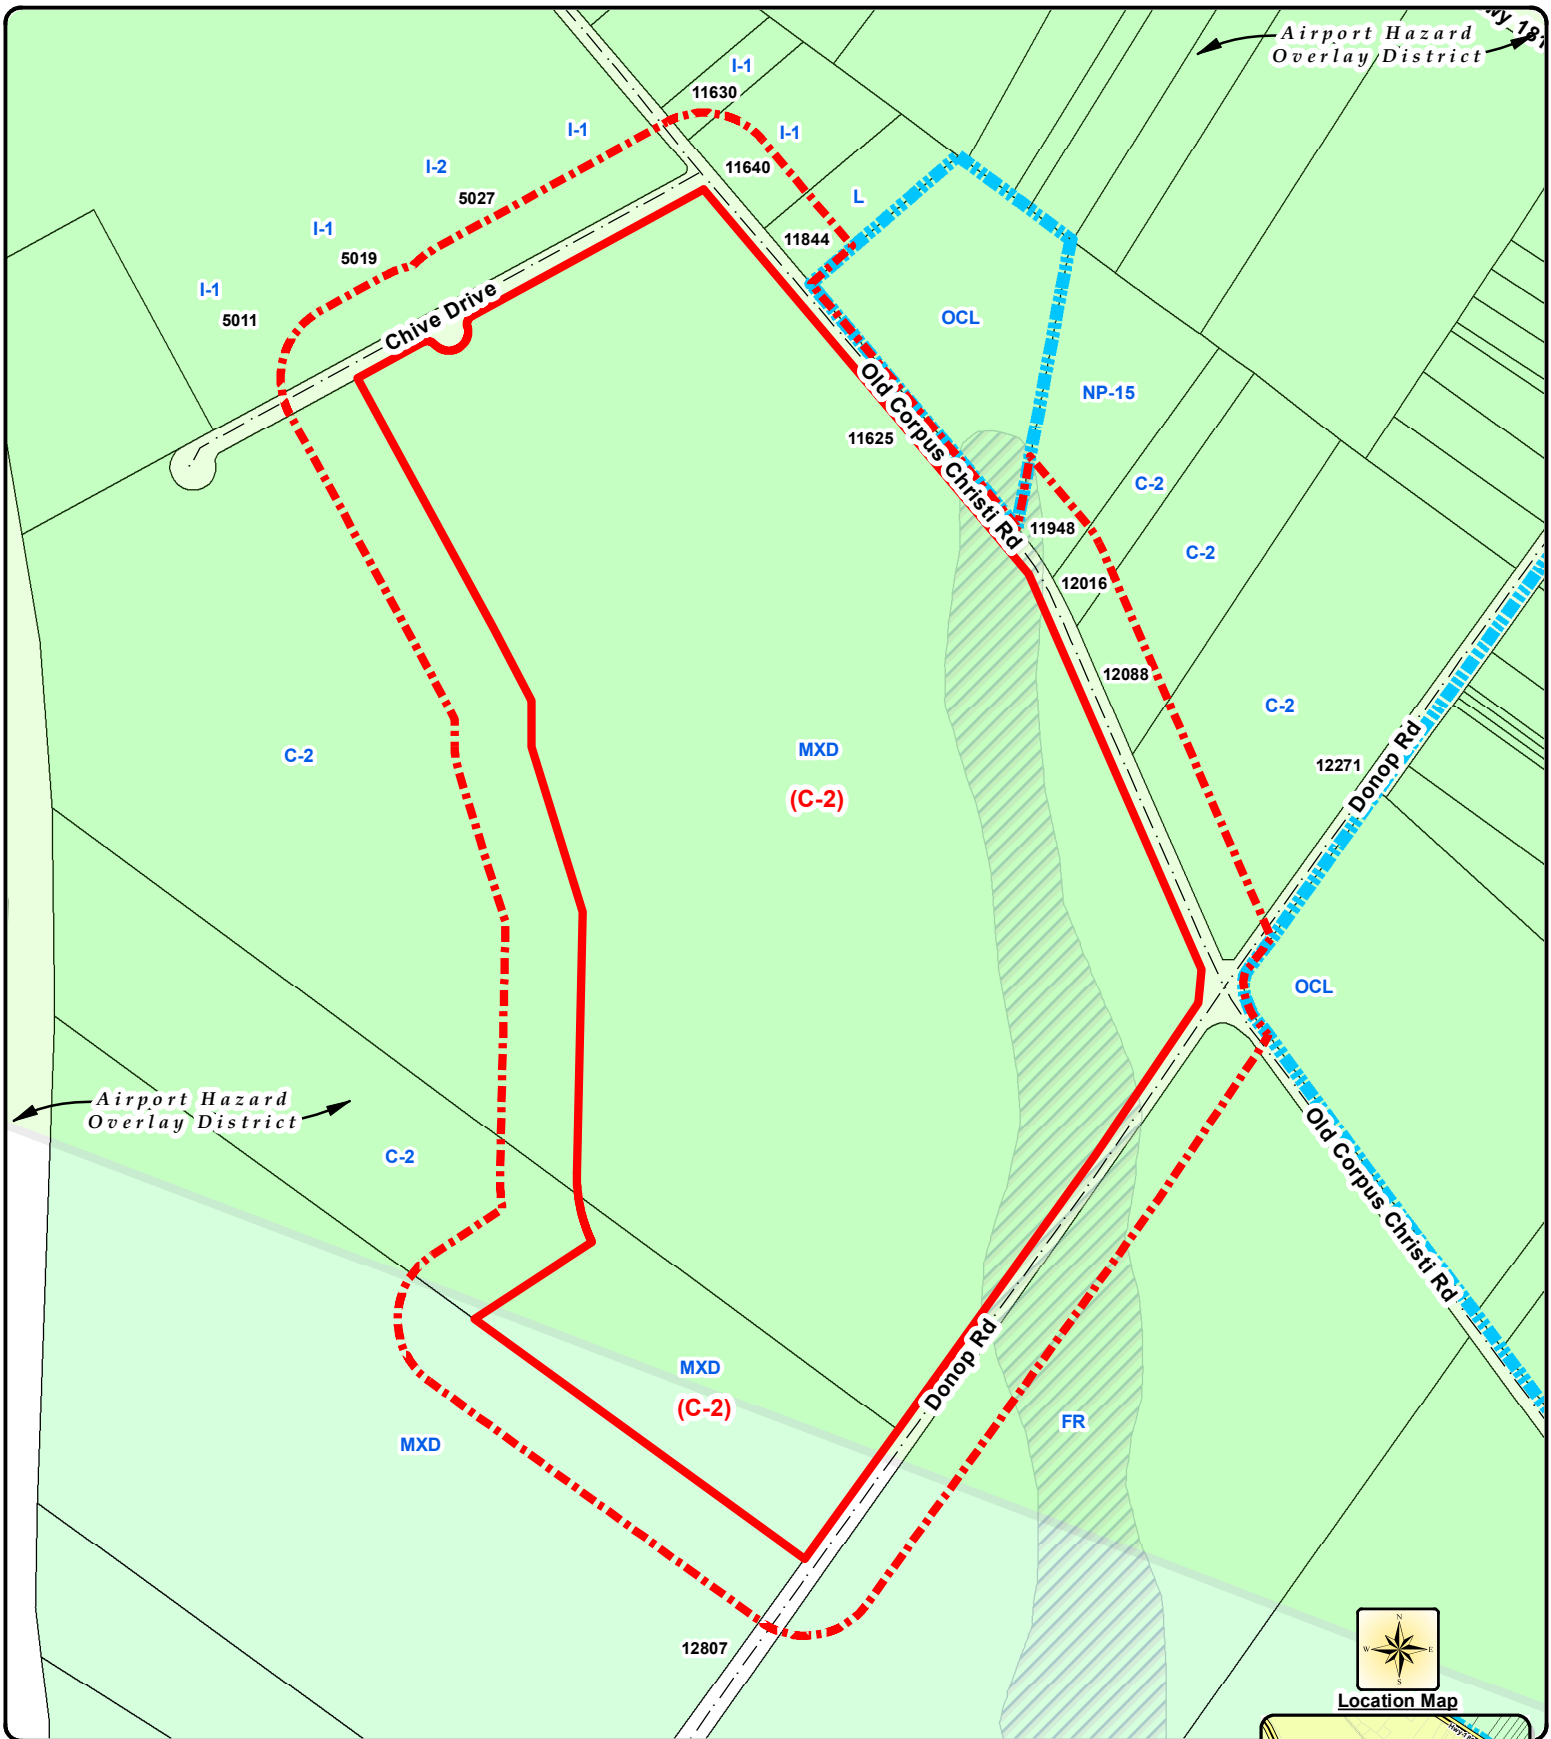 Hwy 181
Airport Hazard
Overlay District
I-1
11630
I-1
I-1
11640
I-2
L
5027
I-1
11844
5019
I-1
5011
Chive Drive
OCL
NP-15
Old Corpus Christi Rd
11625
C-2
11948
C-2
12016
12088
C-2
MXD
C-2
12271
Donop Rd
(C-2)
OCL
Airport Hazard
Overlay District
C-2
Old Corpus Christi Rd
MXD
Donop Rd
(C-2)
FR
MXD
12807
N
W E
S
Location Map